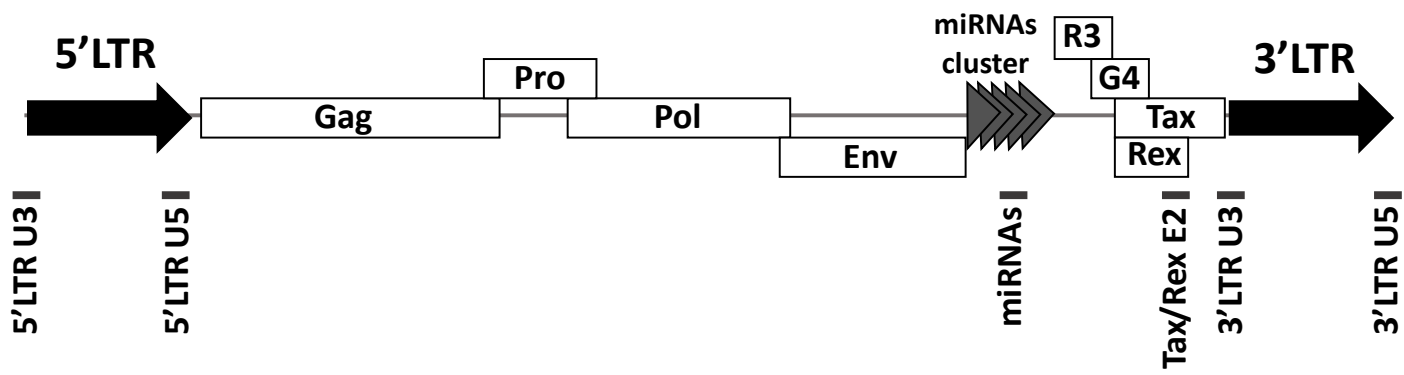 5'LTR
Gag
Pro
Pol
Env
miRNAs
cluster
R3
G4
Tax
Rex
3'LTR
5'LTR U3
5'LTR U5
miRNAs
Tax/Rex E2
3'LTR U3
3'LTR U5